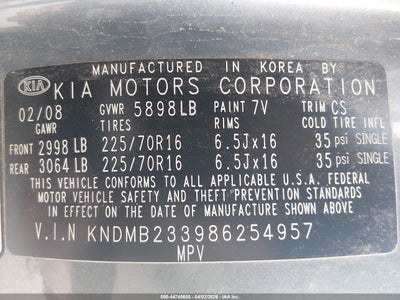 MANUFACTURED IN KOREA BY
KIA KIA MOTORS CORPORATION
02/08 GVWR 5898LB PAINT 7V TRIM CS
GAWR TIRES RIMS COLD TIRE INFL
FRONT 2998 LB 225/70R16 6.5Jx16 35 psi SINGLE
REAR 3064 LB 225/70R16 6.5Jx16 35 psi SINGLE
THIS VEHICLE CONFORMS TO ALL APPLICABLE U.S.A. FEDERAL
MOTOR VEHICLE SAFETY AND THEFT PREVENTION STANDARDS
IN EFFECT ON THE DATE OF MANUFACTURE SHOWN ABOVE
V.I.N KNDMB233986254957
MPV